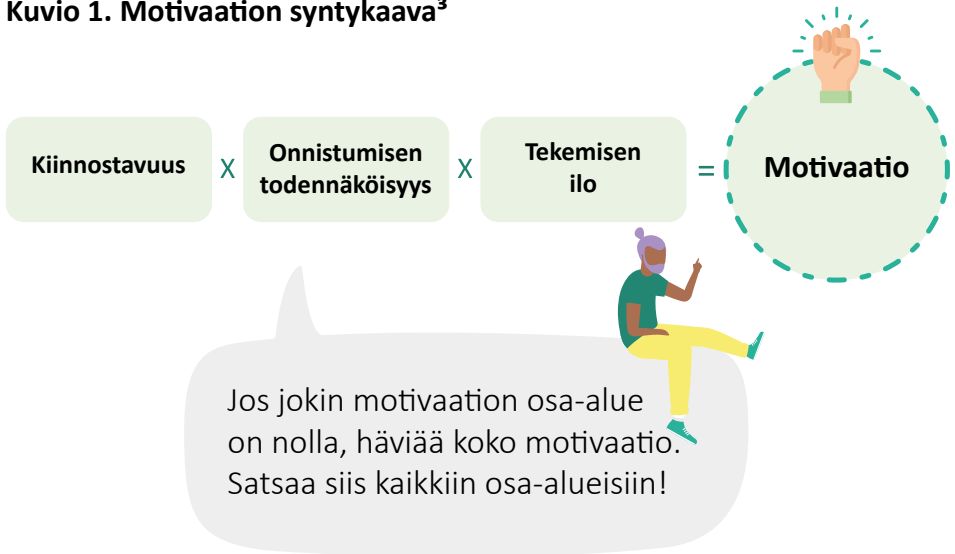 Kuvio 1. Motivaation syntykaava³
Kiinnostavuus
X
Onnistumisen
todennäköisyys
X
Tekemisen
ilo
=
Motivaatio
Jos jokin motivaation osa-alue
on nolla, häviää koko motivaatio.
Satsaa siis kaikkiin osa-alueisiin!